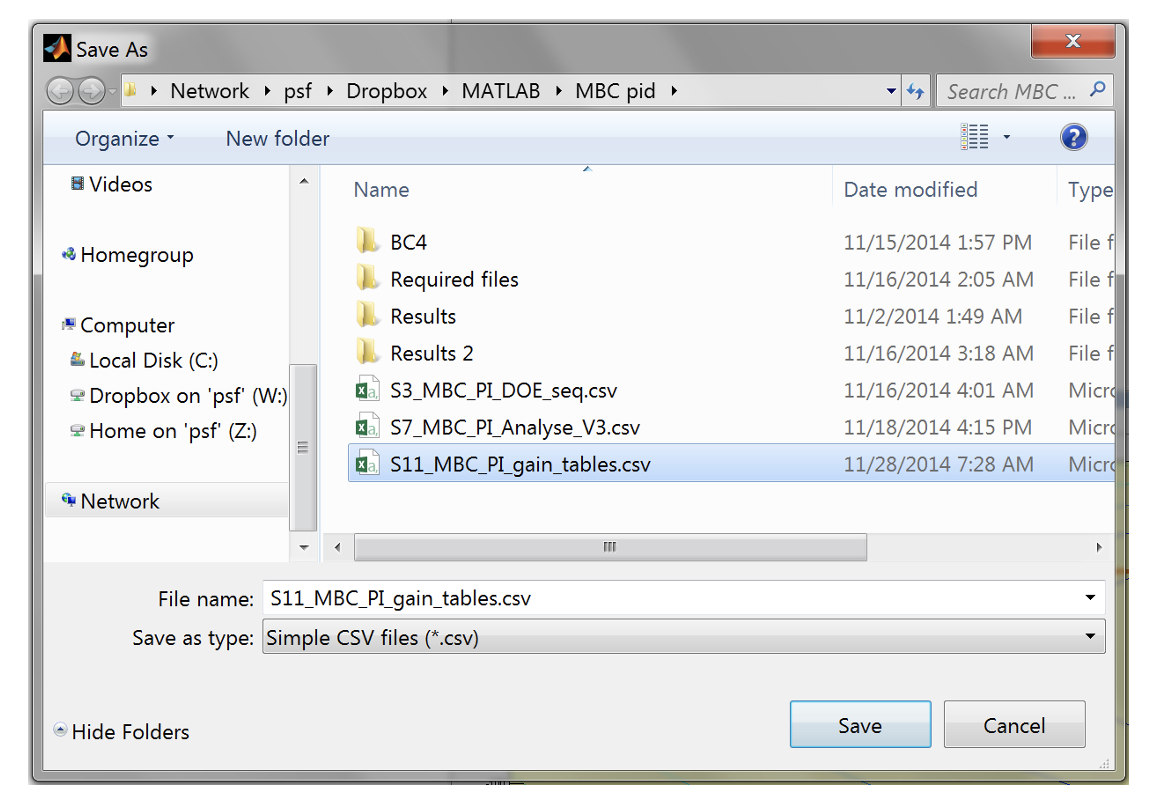 Save As
Network psf Dropbox MATLAB MBC pid
Search MBC ...
Organize New folder
Videos
Homegroup
Computer
Local Disk (C:)
Dropbox on 'psf' (W:)
Home on 'psf' (Z:)
Network
Name Date modified Type
BC4 11/15/2014 1:57 PM File f
Required files 11/16/2014 2:05 AM File f
Results 11/2/2014 1:49 AM File f
Results 2 11/16/2014 3:18 AM File f
S3_MBC_PI_DOE_seq.csv 11/16/2014 4:01 AM Micro
S7_MBC_PI_Analyse_V3.csv 11/18/2014 4:15 PM Micro
S11_MBC_PI_gain_tables.csv 11/28/2014 7:28 AM Micro
File name: S11_MBC_PI_gain_tables.csv
Save as type: Simple CSV files (*.csv)
Hide Folders
Save Cancel